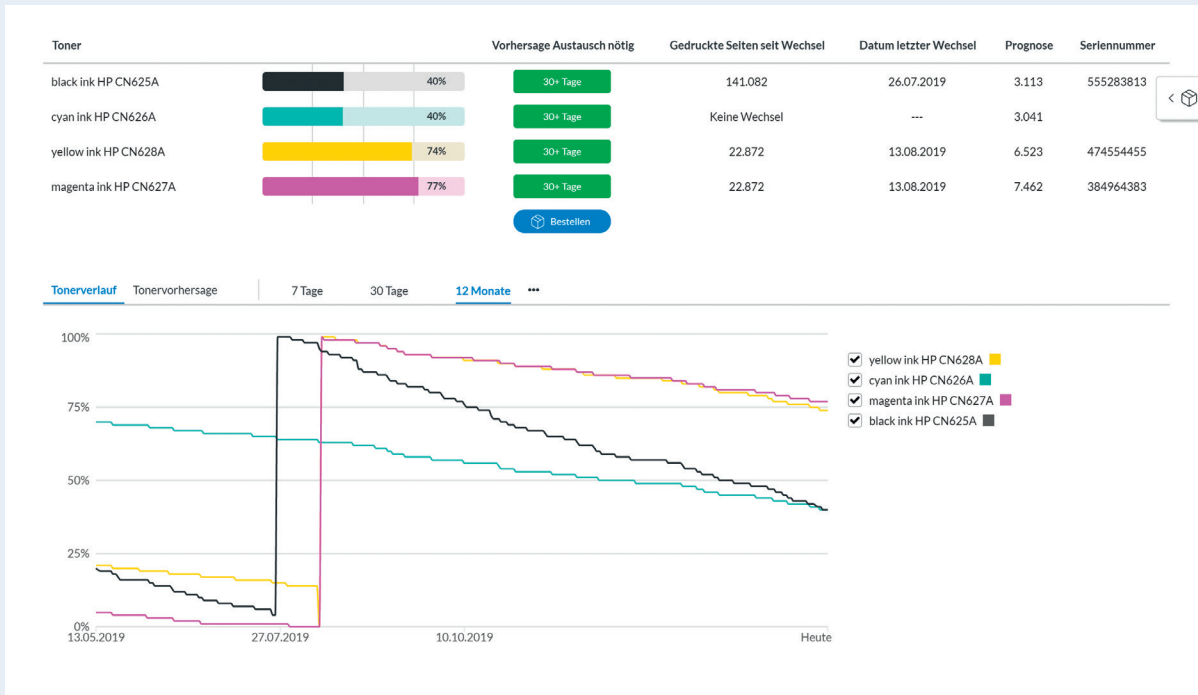 Toner Vorhersage Austausch nötig Gedruckte Seiten seit Wechsel Datum letzter Wechsel Prognose Seriennummer
black ink HP CN625A 40% 30+ Tage 141.082 26.07.2019 3.113 555283813
cyan ink HP CN626A 40% 30+ Tage Keine Wechsel --- 3.041
yellow ink HP CN628A 74% 30+ Tage 22.872 13.08.2019 6.523 474554455
magenta ink HP CN627A 77% 30+ Tage 22.872 13.08.2019 7.462 384964383
Bestellen
Tonerverlauf Tonervorhersage 7 Tage 30 Tage 12 Monate •••
100%
75%
50%
25%
0%
13.05.2019 27.07.2019 10.10.2019 Heute
yellow ink HP CN628A
cyan ink HP CN626A
magenta ink HP CN627A
black ink HP CN625A